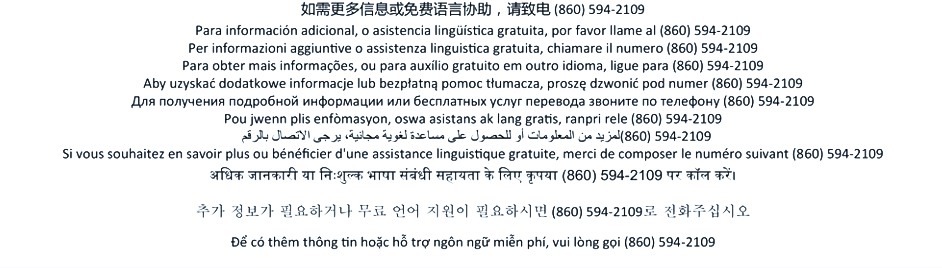 如需更多信息或免费语言协助，请致电 (860) 594-2109
Para información adicional, o asistencia lingüística gratuita, por favor llame al (860) 594-2109
Per informazioni aggiuntive o assistenza linguistica gratuita, chiamare il numero (860) 594-2109
Para obter mais informações, ou para auxílio gratuito em outro idioma, ligue para (860) 594-2109
Aby uzyskać dodatkowe informacje lub bezpłatną pomoc tłumacza, proszę dzwonić pod numer (860) 594-2109
Для получения подробной информации или бесплатных услуг перевода звоните по телефону (860) 594-2109
Pou jwenn plis enfòmasyon, oswa asistans ak lang gratis, ranpri rele (860) 594-2109
لمزيد من المعلومات أو للحصول على مساعدة لغوية مجانية، يرجى الاتصال بالرقم(860) 594-2109
Si vous souhaitez en savoir plus ou bénéficier d'une assistance linguistique gratuite, merci de composer le numéro suivant (860) 594-2109
अधिक जानकारी या निःशुल्क भाषा संबंधी सहायता के लिए कृपया (860) 594-2109 पर कॉल करें।
추가 정보가 필요하거나 무료 언어 지원이 필요하시면 (860) 594-2109로 전화주십시오
Để có thêm thông tin hoặc hỗ trợ ngôn ngữ miễn phí, vui lòng gọi (860) 594-2109